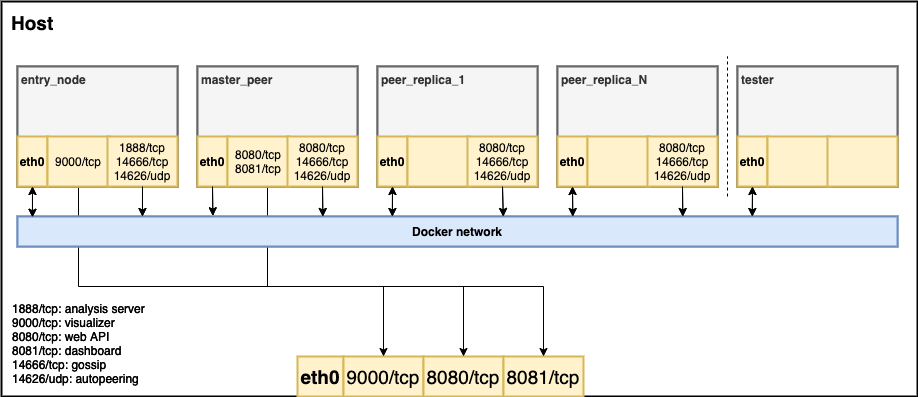 Host
entry_node
master_peer
peer_replica_1
peer_replica_N
tester
eth0
9000/tcp
1888/tcp
14666/tcp
14626/udp
eth0
8080/tcp
8081/tcp
8080/tcp
14666/tcp
14626/udp
eth0
8080/tcp
14666/tcp
14626/udp
eth0
8080/tcp
14666/tcp
14626/udp
eth0
Docker network
1888/tcp: analysis server
9000/tcp: visualizer
8080/tcp: web API
8081/tcp: dashboard
14666/tcp: gossip
14626/udp: autopeering
eth0
9000/tcp
8080/tcp
8081/tcp